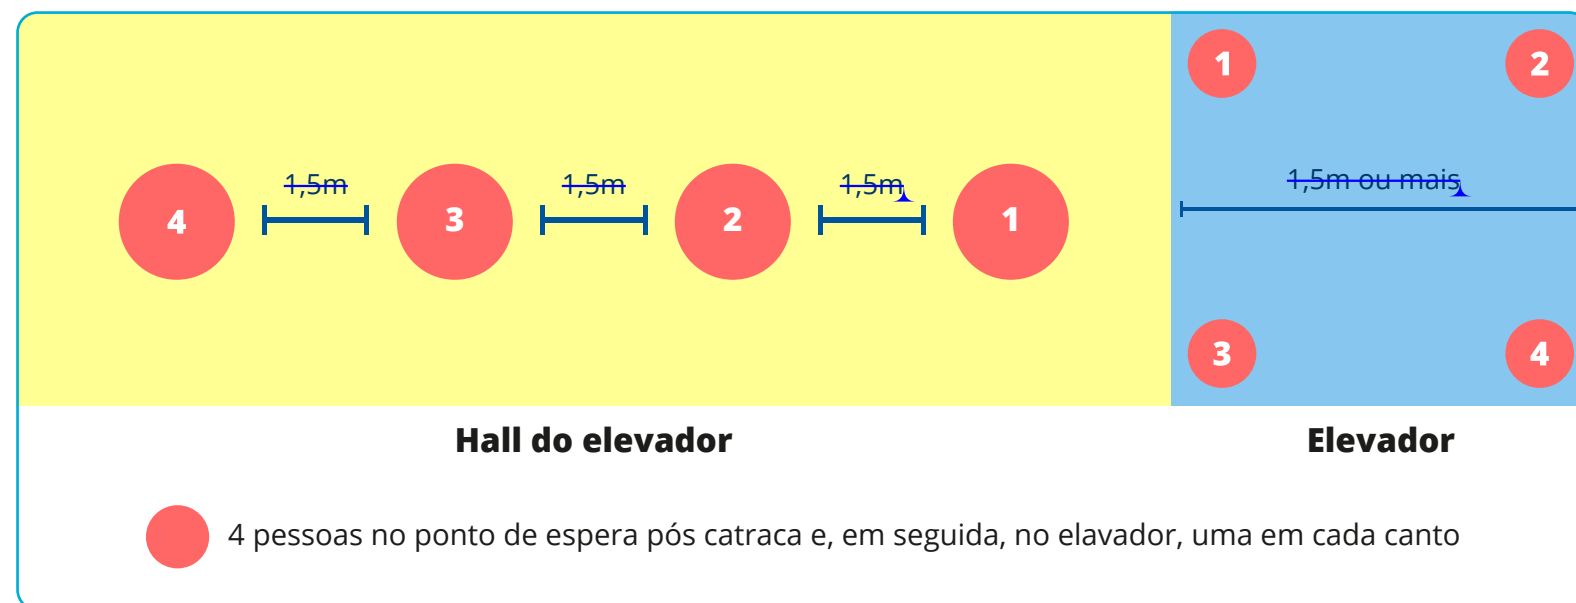 1 2
1,5m 1,5m 1,5m 1,5m ou mais
4 3 2 1
3 4
Hall do elevador Elevador
4 pessoas no ponto de espera pós catraca e, em seguida, no elavador, uma em cada canto